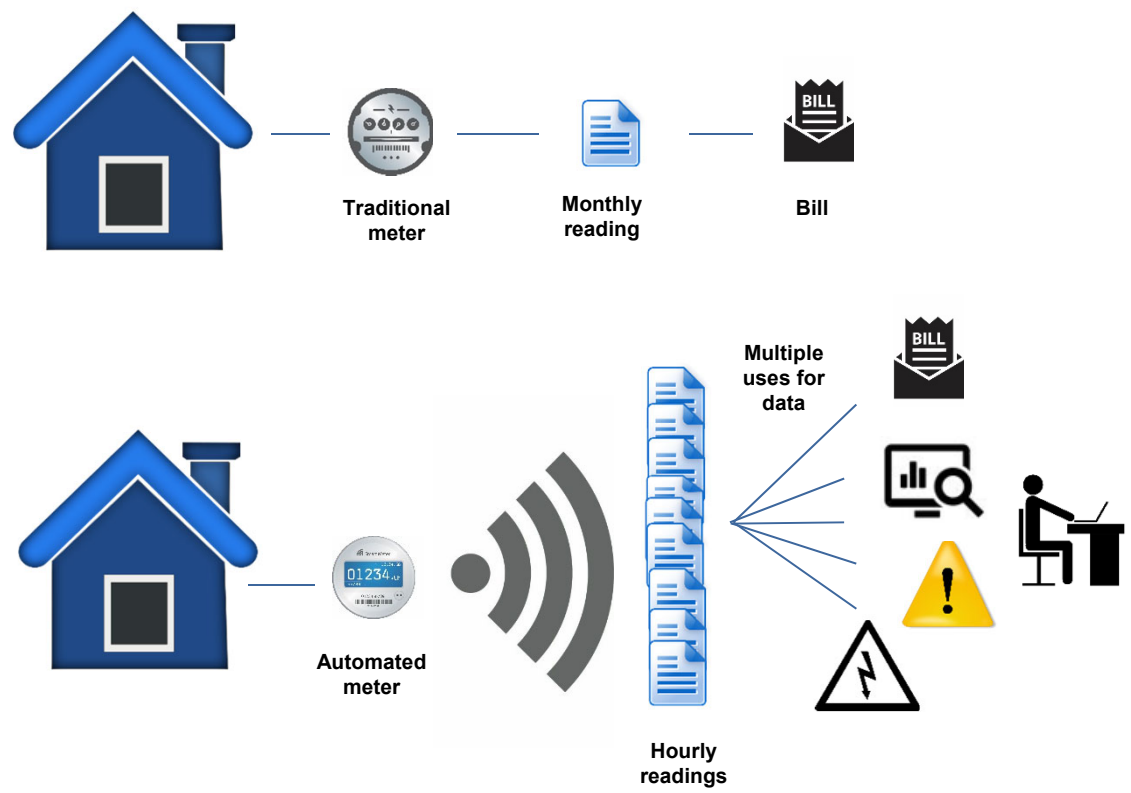 BILL
Traditional
meter
Monthly
reading
Bill
Multiple
uses for
data
BILL
01234
Automated
meter
Hourly
readings